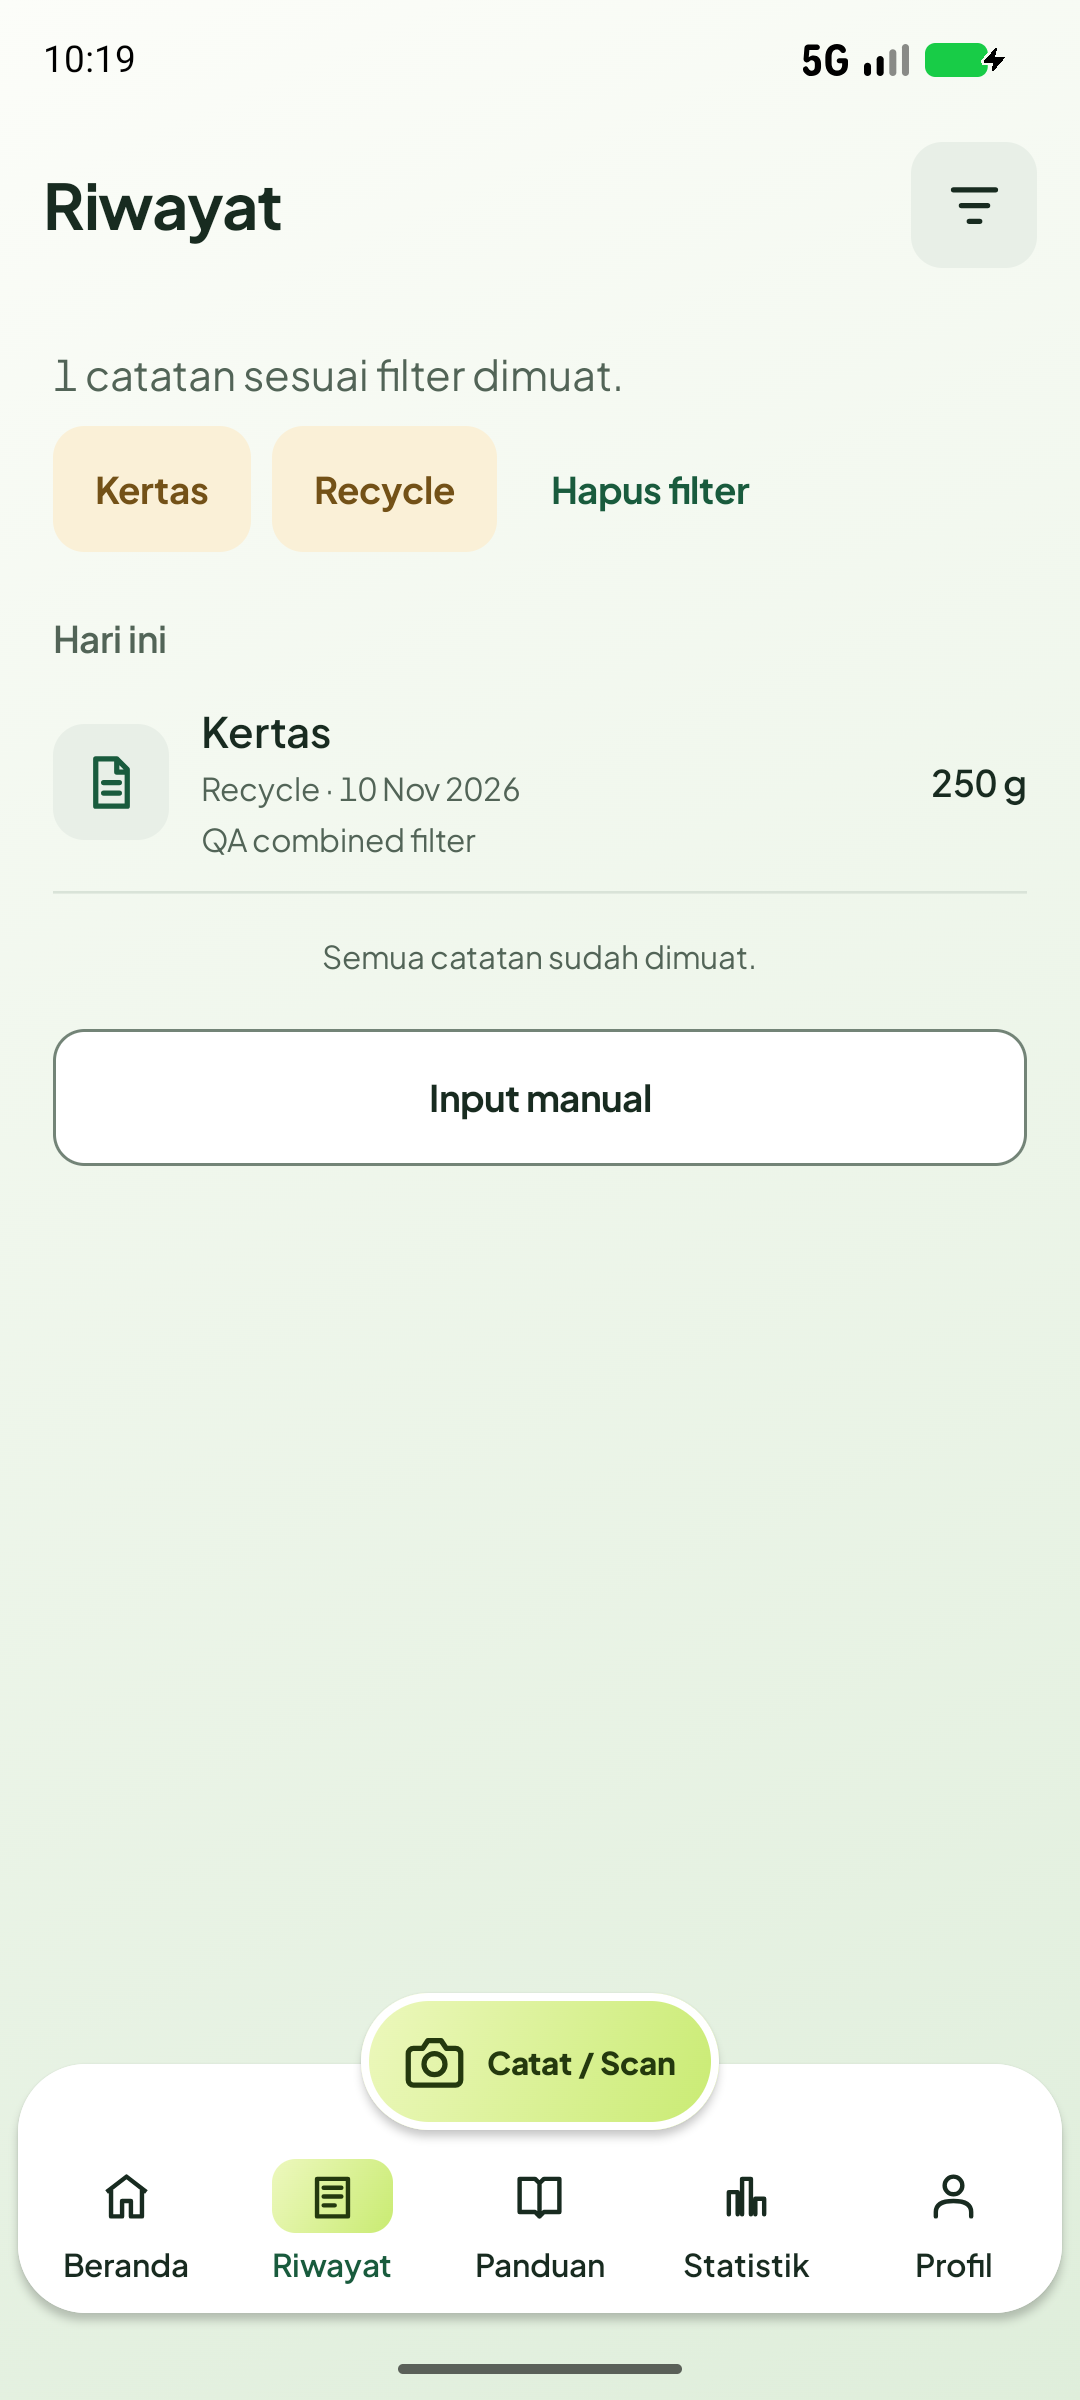 10:19
5G
Riwayat
1 catatan sesuai filter dimuat.
Kertas
Recycle
Hapus filter
Hari ini
Kertas
Recycle · 10 Nov 2026
QA combined filter
250 g
Semua catatan sudah dimuat.
Input manual
Catat / Scan
Beranda
Riwayat
Panduan
Statistik
Profil